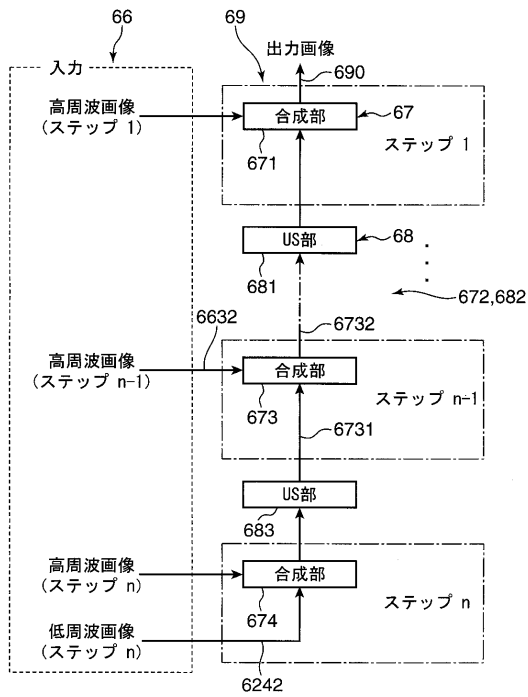 66
入力
69
出力画像
690
高周波画像
(ステップ 1)
合成部
67
671
ステップ 1
US部
68
681
672,682
6632
6732
高周波画像
(ステップ n-1)
合成部
673
ステップ n-1
6731
US部
683
高周波画像
(ステップ n)
合成部
674
ステップ n
低周波画像
(ステップ n)
6242